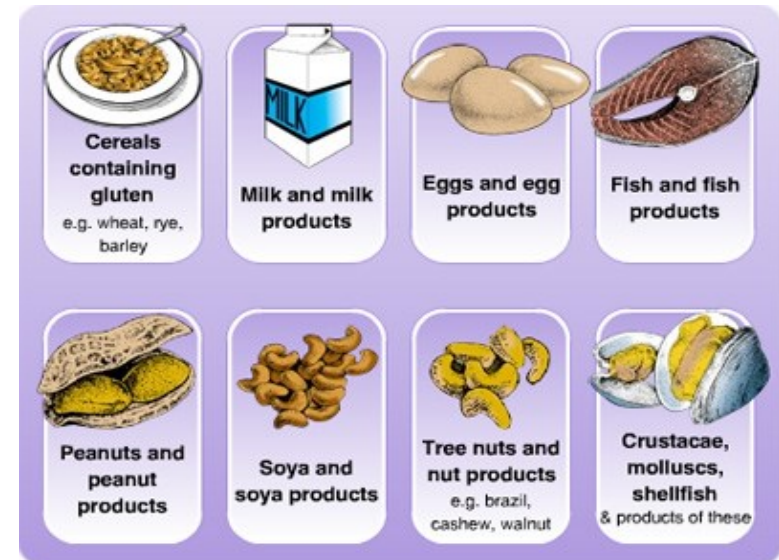 Cereals
containing
gluten
e.g. wheat, rye,
barley
MILK
Milk and milk
products
Eggs and egg
products
Fish and fish
products
Peanuts and
peanut
products
Soya and
soya products
Tree nuts and
nut products
e.g. brazil,
cashew, walnut
Crustacae,
molluscs,
shellfish
& products of these